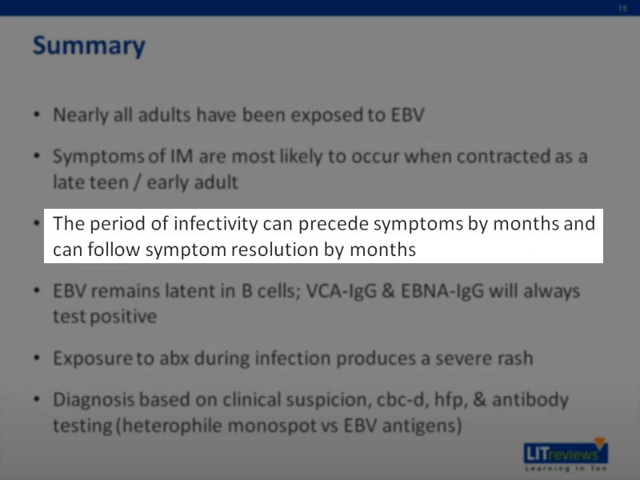 15
Summary
• Nearly all adults have been exposed to EBV
• Symptoms of IM are most likely to occur when contracted as a
late teen / early adult
• The period of infectivity can precede symptoms by months and
can follow symptom resolution by months
• EBV remains latent in B cells; VCA-IgG & EBNA-IgG will always
test positive
• Exposure to abx during infection produces a severe rash
• Diagnosis based on clinical suspicion, cbc-d, hfp, & antibody
testing (heterophile monospot vs EBV antigens)
LITreviews
Learning In Ten